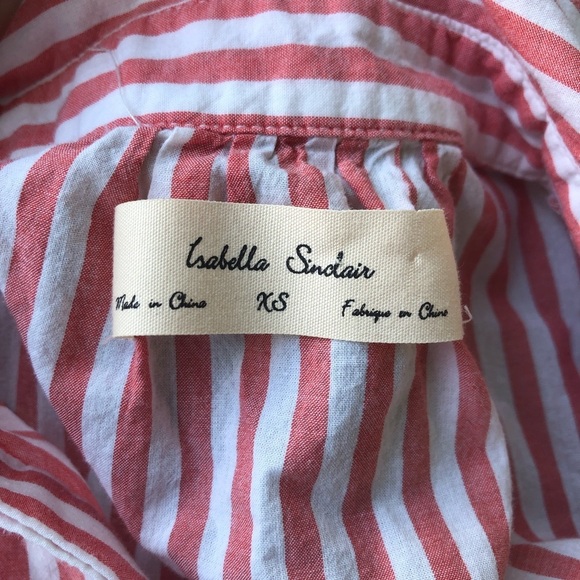 Isabella Sinclair
Made in China XS Fabrique en Chine